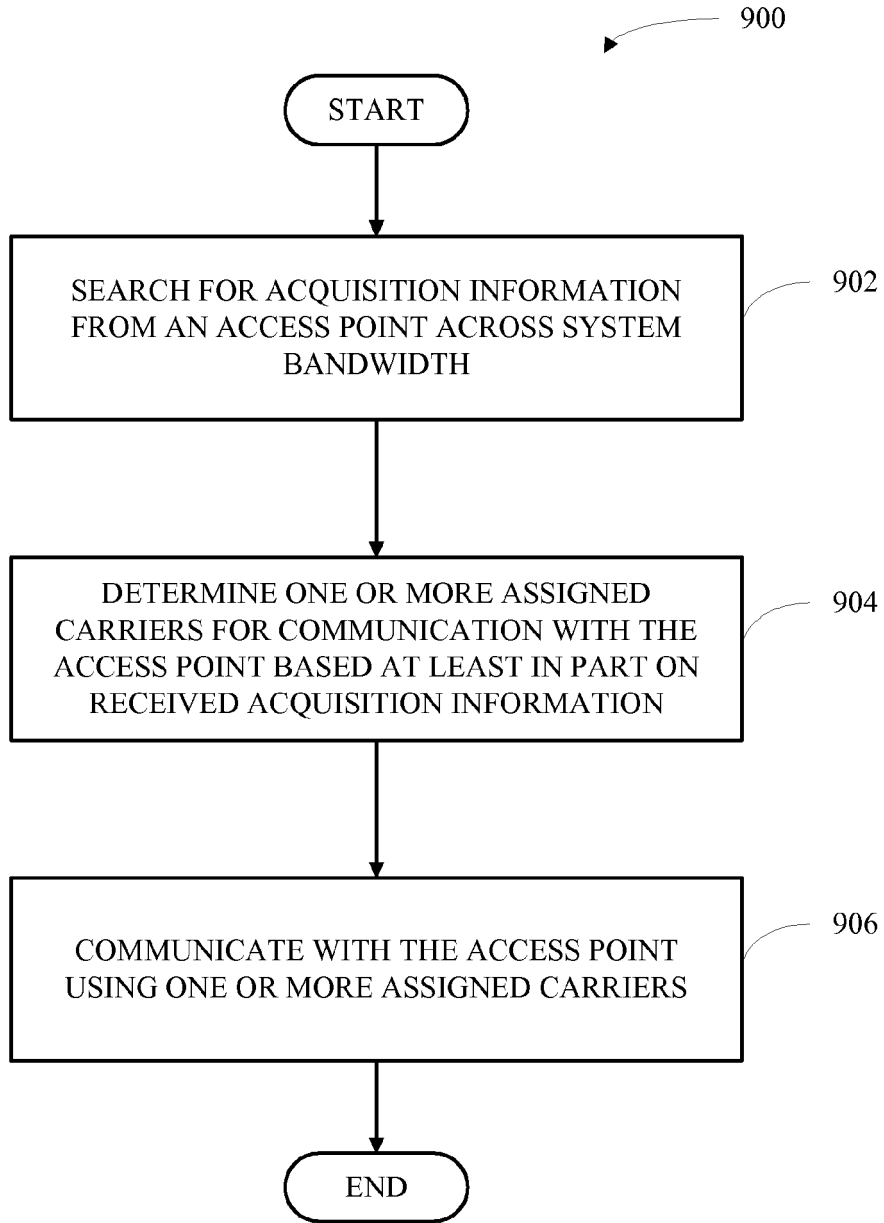 900
START
SEARCH FOR ACQUISITION INFORMATION
FROM AN ACCESS POINT ACROSS SYSTEM
BANDWIDTH
902
DETERMINE ONE OR MORE ASSIGNED
CARRIERS FOR COMMUNICATION WITH THE
ACCESS POINT BASED AT LEAST IN PART ON
RECEIVED ACQUISITION INFORMATION
904
COMMUNICATE WITH THE ACCESS POINT
USING ONE OR MORE ASSIGNED CARRIERS
906
END